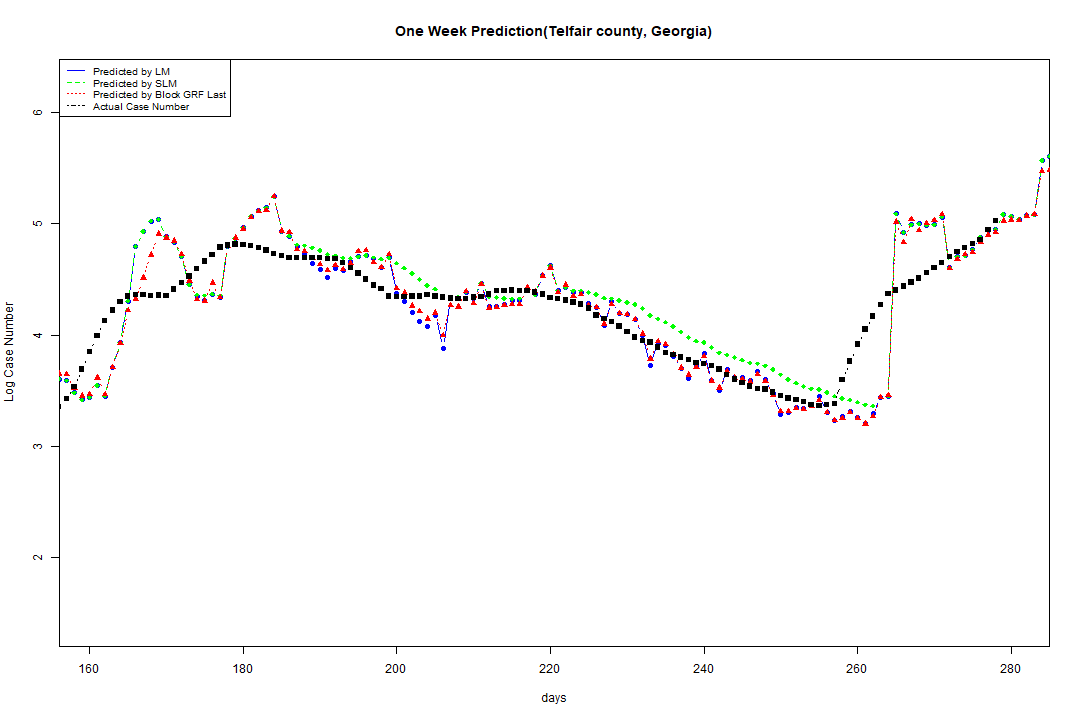 One Week Prediction(Telfair county, Georgia)
Predicted by LM
Predicted by SLM
Predicted by Block GRF Last
Actual Case Number
6
5
4
3
2
Log Case Number
160 180 200 220 240 260 280
days